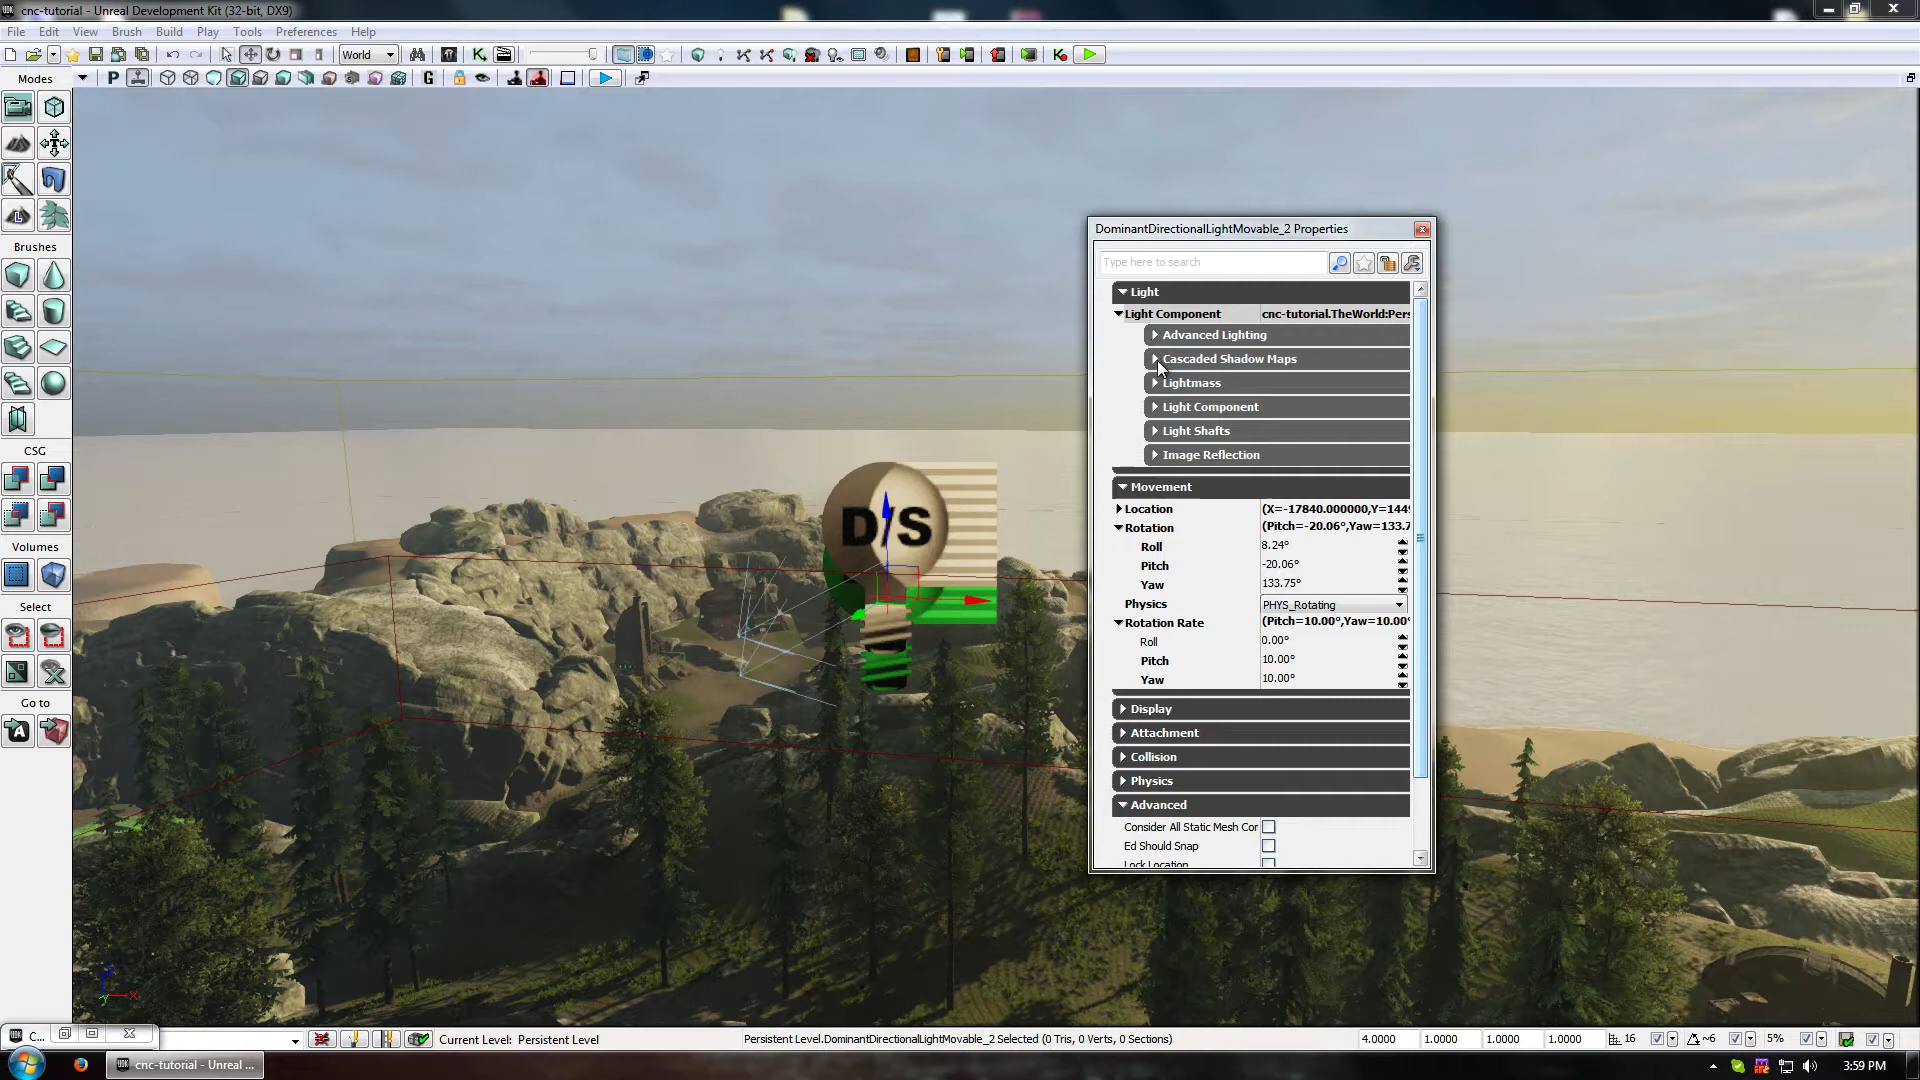 cnc-tutorial - Unreal Development Kit (32-bit, DX9)
File Edit View Tools Brush Build Play Preferences Help
World
Modes
P G
Brushes
CSG
Volumes
Select
Go to
D/S
DominantDirectionalLightMovable_2 Properties
Type here to search
Light
Light Component cnc-tutorial.TheWorld:Pers
Advanced Lighting
Cascaded Shadow Maps
Lightmass
Light Component
Light Shafts
Image Reflection
Movement
Location (X=-17840.000000,Y=1449
Rotation (Pitch=-20.06°,Yaw=133.7
Roll 8.24°
Pitch -20.06°
Yaw 133.75°
Physics PHYS_Rotating
Rotation Rate (Pitch=10.00°,Yaw=10.00°
Roll 0.00°
Pitch 10.00°
Yaw 10.00°
Display
Attachment
Collision
Physics
Advanced
Consider All Static Mesh Cor
Ed Should Snap
Lock Location
C...
Current Level: Persistent Level
Persistent Level.DominantDirectionalLightMovable_2 Selected (0 Tris, 0 Verts, 0 Sections)
4.0000 1.0000 1.0000 1.0000 16 ~6 5%
cnc-tutorial - Unreal ...
3:59 PM